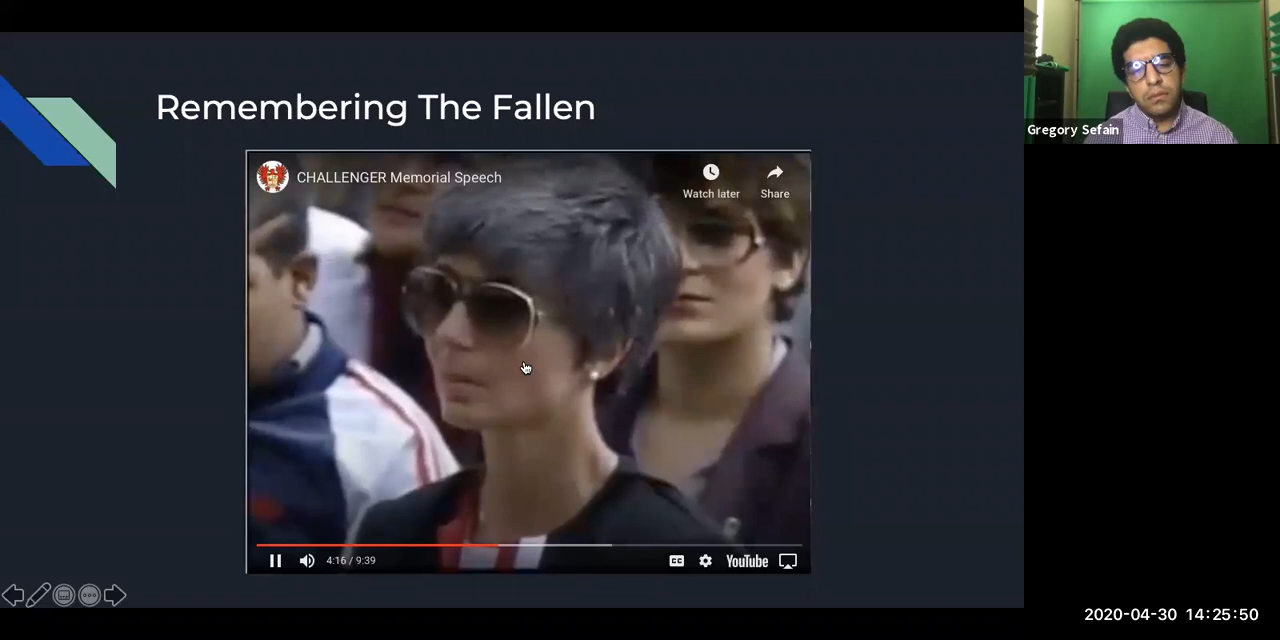 Remembering The Fallen
CHALLENGER Memorial Speech
Watch later
Share
4:16 / 9:39
CC
YouTube
Gregory Sefain
2020-04-30 14:25:50